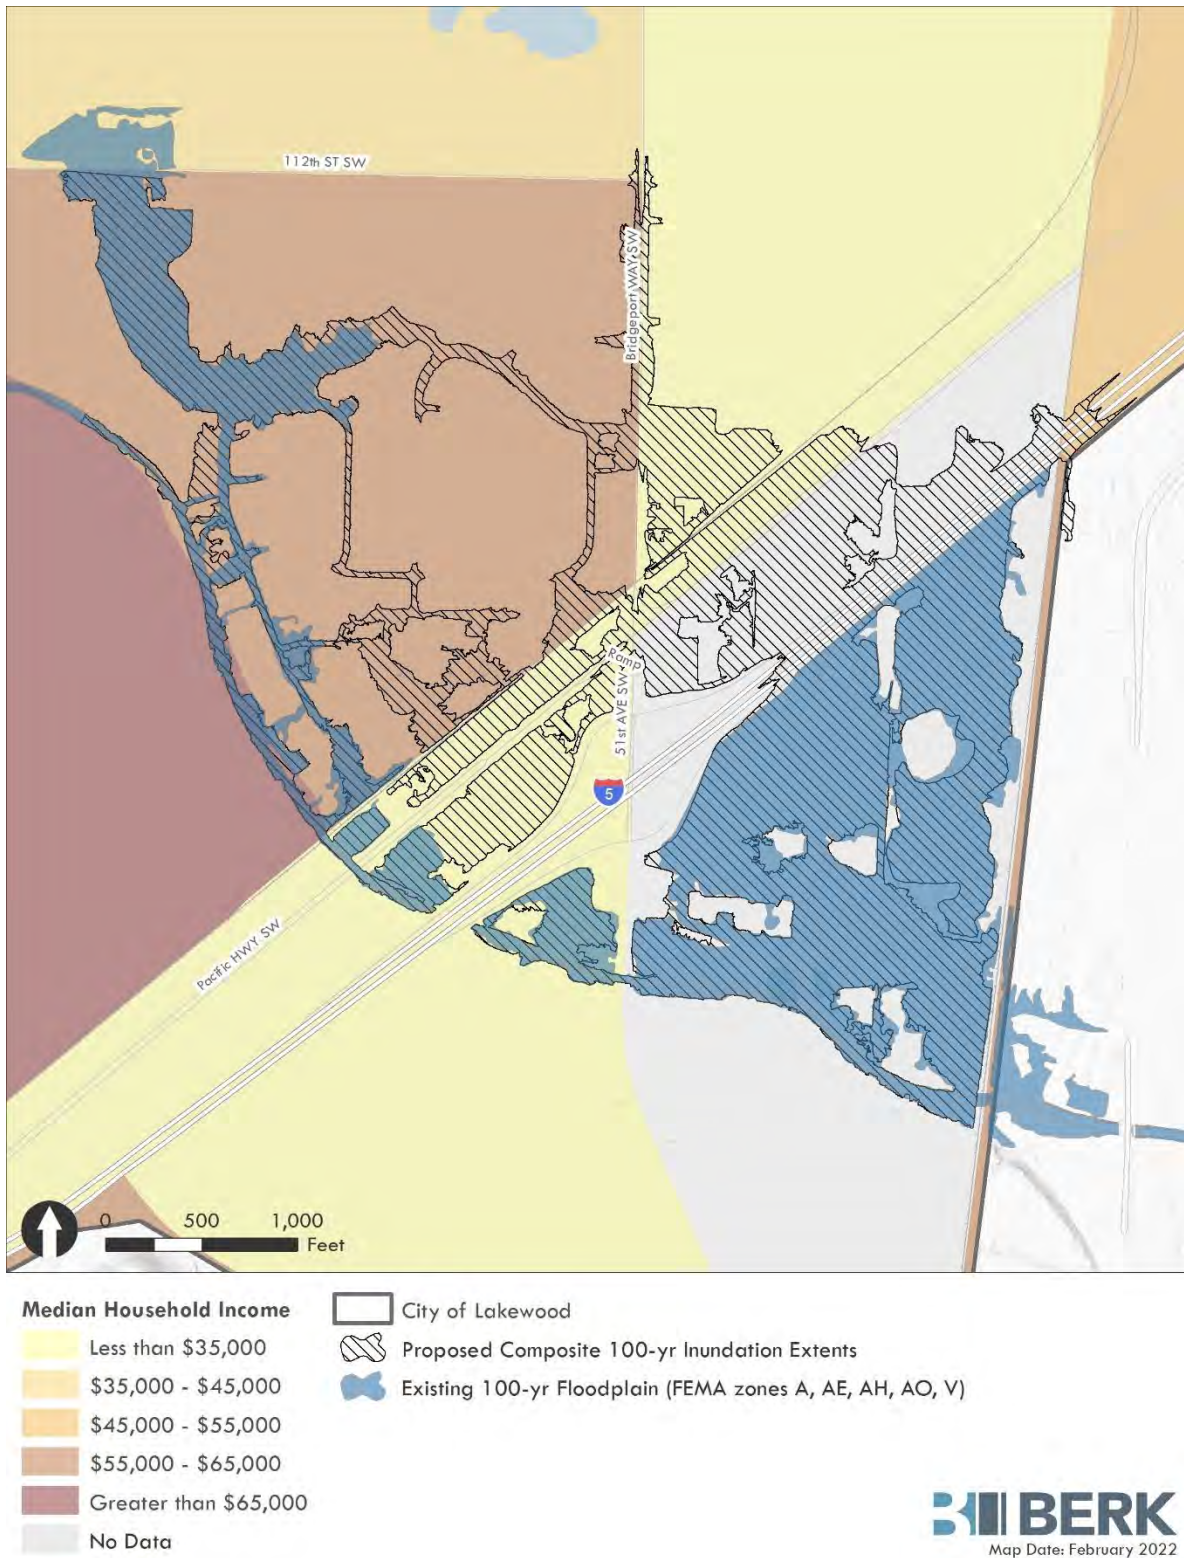 112th ST SW
Bridgeport WAY SW
Ramp
51st AVE SW
5
Pacific HWY SW
0 500 1,000
Feet
Median Household Income
Less than $35,000
$35,000 - $45,000
$45,000 - $55,000
$55,000 - $65,000
Greater than $65,000
No Data
City of Lakewood
Proposed Composite 100-yr Inundation Extents
Existing 100-yr Floodplain (FEMA zones A, AE, AH, AO, V)
BERK
Map Date: February 2022